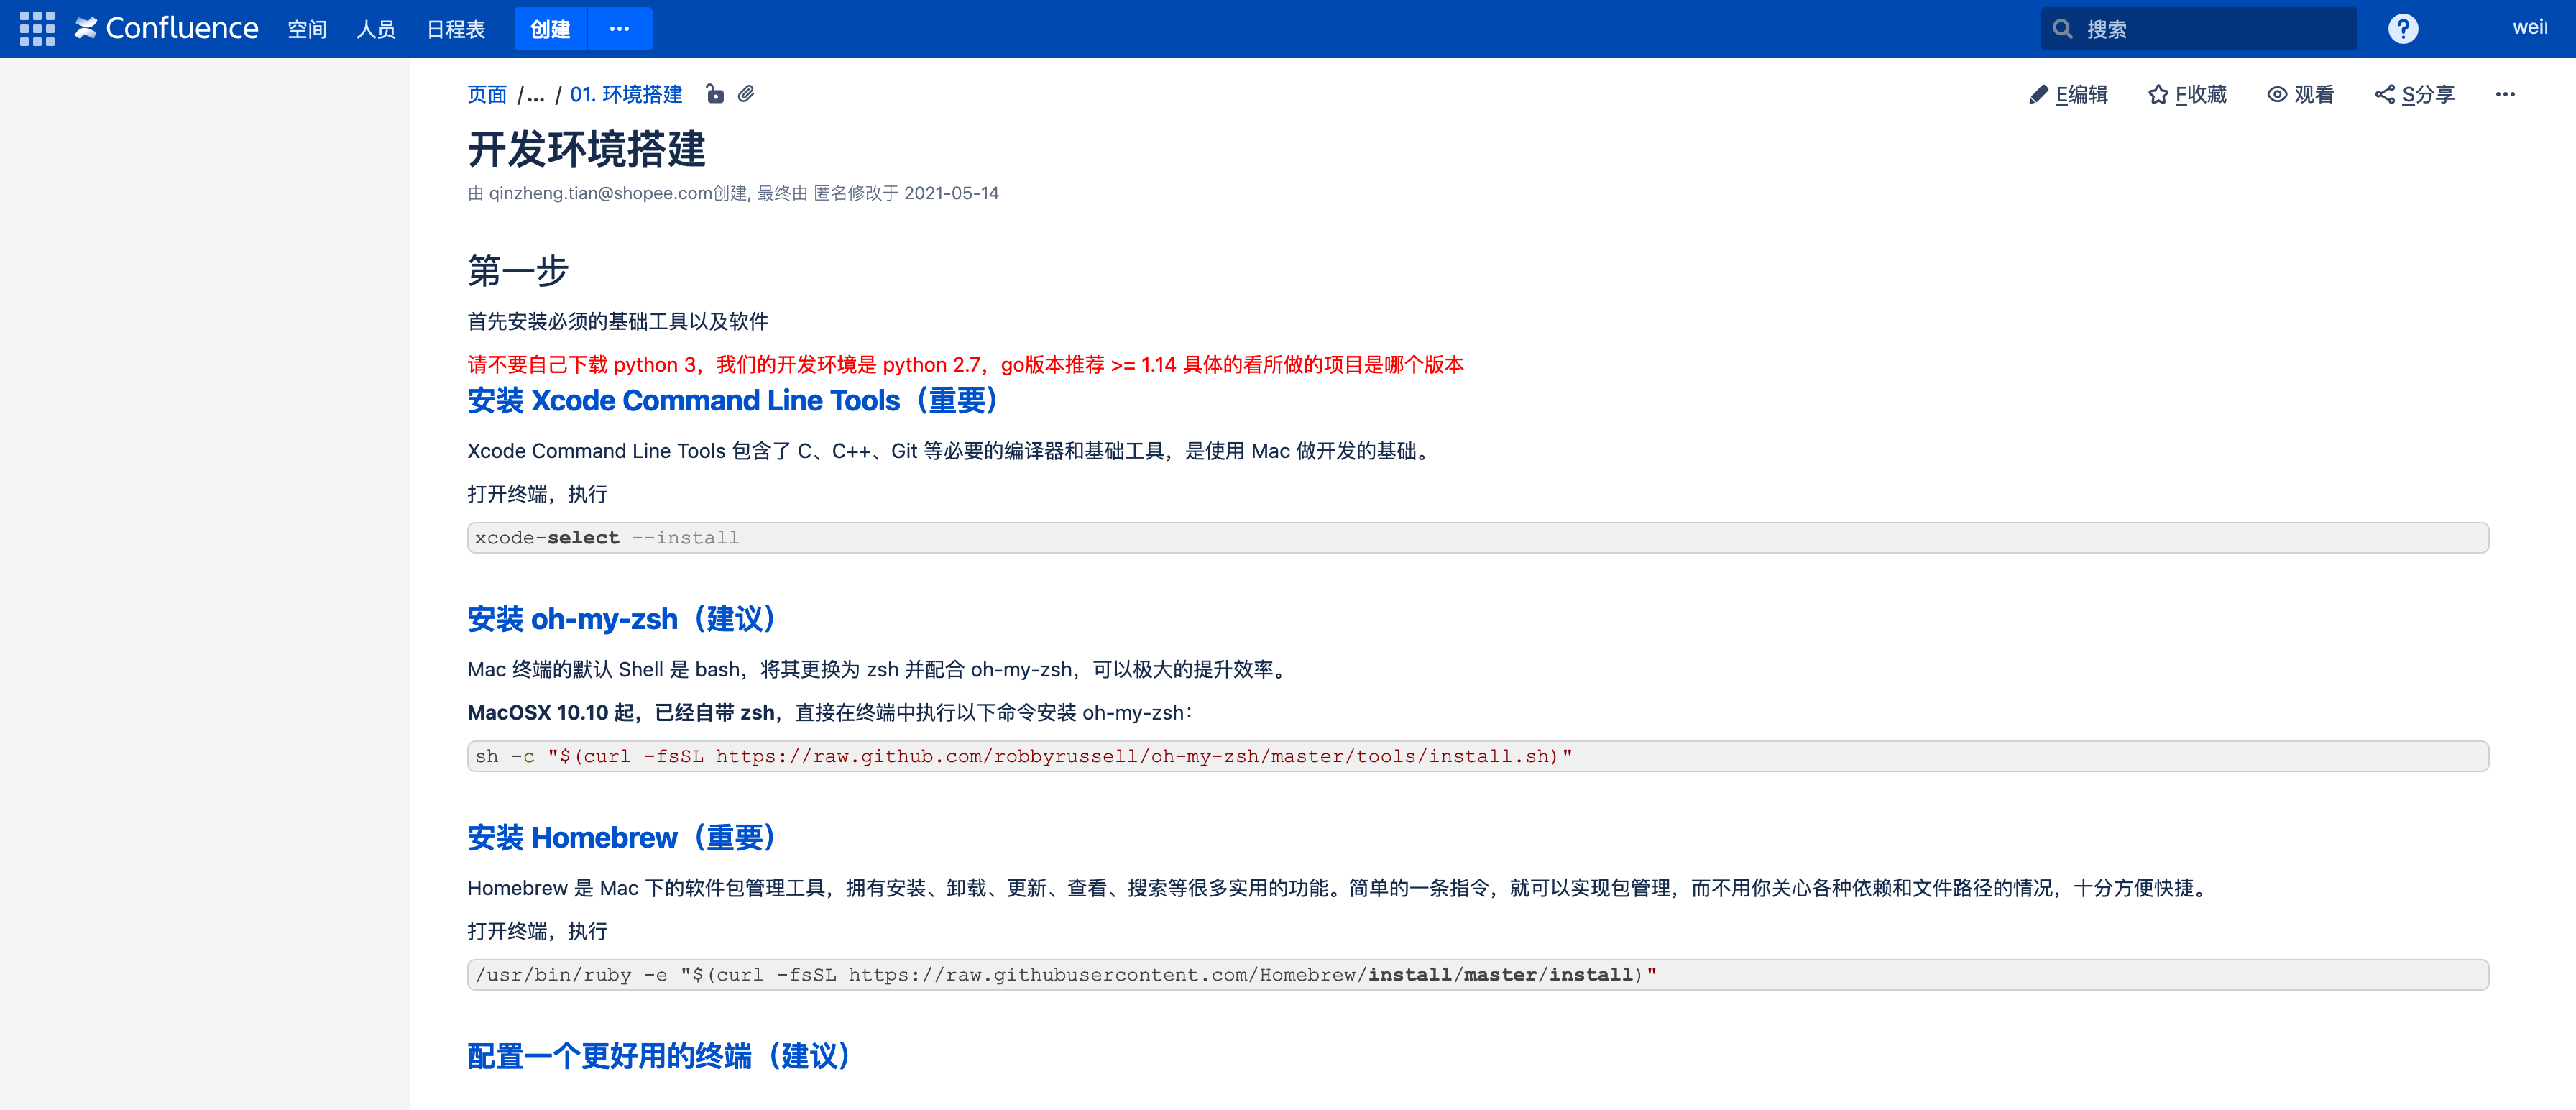 Confluence 空间 人员 日程表 创建 ··· 搜索 ? weil
页面 /... / 01. 环境搭建 E编辑 F收藏 观看 S分享 ···
开发环境搭建
由 qinzheng.tian@shopee.com创建, 最终由 匿名修改于 2021-05-14
第一步
首先安装必须的基础工具以及软件
请不要自己下载 python 3，我们的开发环境是 python 2.7，go版本推荐 >= 1.14 具体的看所做的项目是哪个版本
安装 Xcode Command Line Tools（重要）
Xcode Command Line Tools 包含了 C、C++、Git 等必要的编译器和基础工具，是使用 Mac 做开发的基础。
打开终端，执行
xcode-select --install
安装 oh-my-zsh（建议）
Mac 终端的默认 Shell 是 bash，将其更换为 zsh 并配合 oh-my-zsh，可以极大的提升效率。
MacOSX 10.10 起，已经自带 zsh，直接在终端中执行以下命令安装 oh-my-zsh：
sh -c "$(curl -fsSL https://raw.github.com/robbyrussell/oh-my-zsh/master/tools/install.sh)"
安装 Homebrew（重要）
Homebrew 是 Mac 下的软件包管理工具，拥有安装、卸载、更新、查看、搜索等很多实用的功能。简单的一条指令，就可以实现包管理，而不用你关心各种依赖和文件路径的情况，十分方便快捷。
打开终端，执行
/usr/bin/ruby -e "$(curl -fsSL https://raw.githubusercontent.com/Homebrew/install/master/install)"
配置一个更好用的终端（建议）